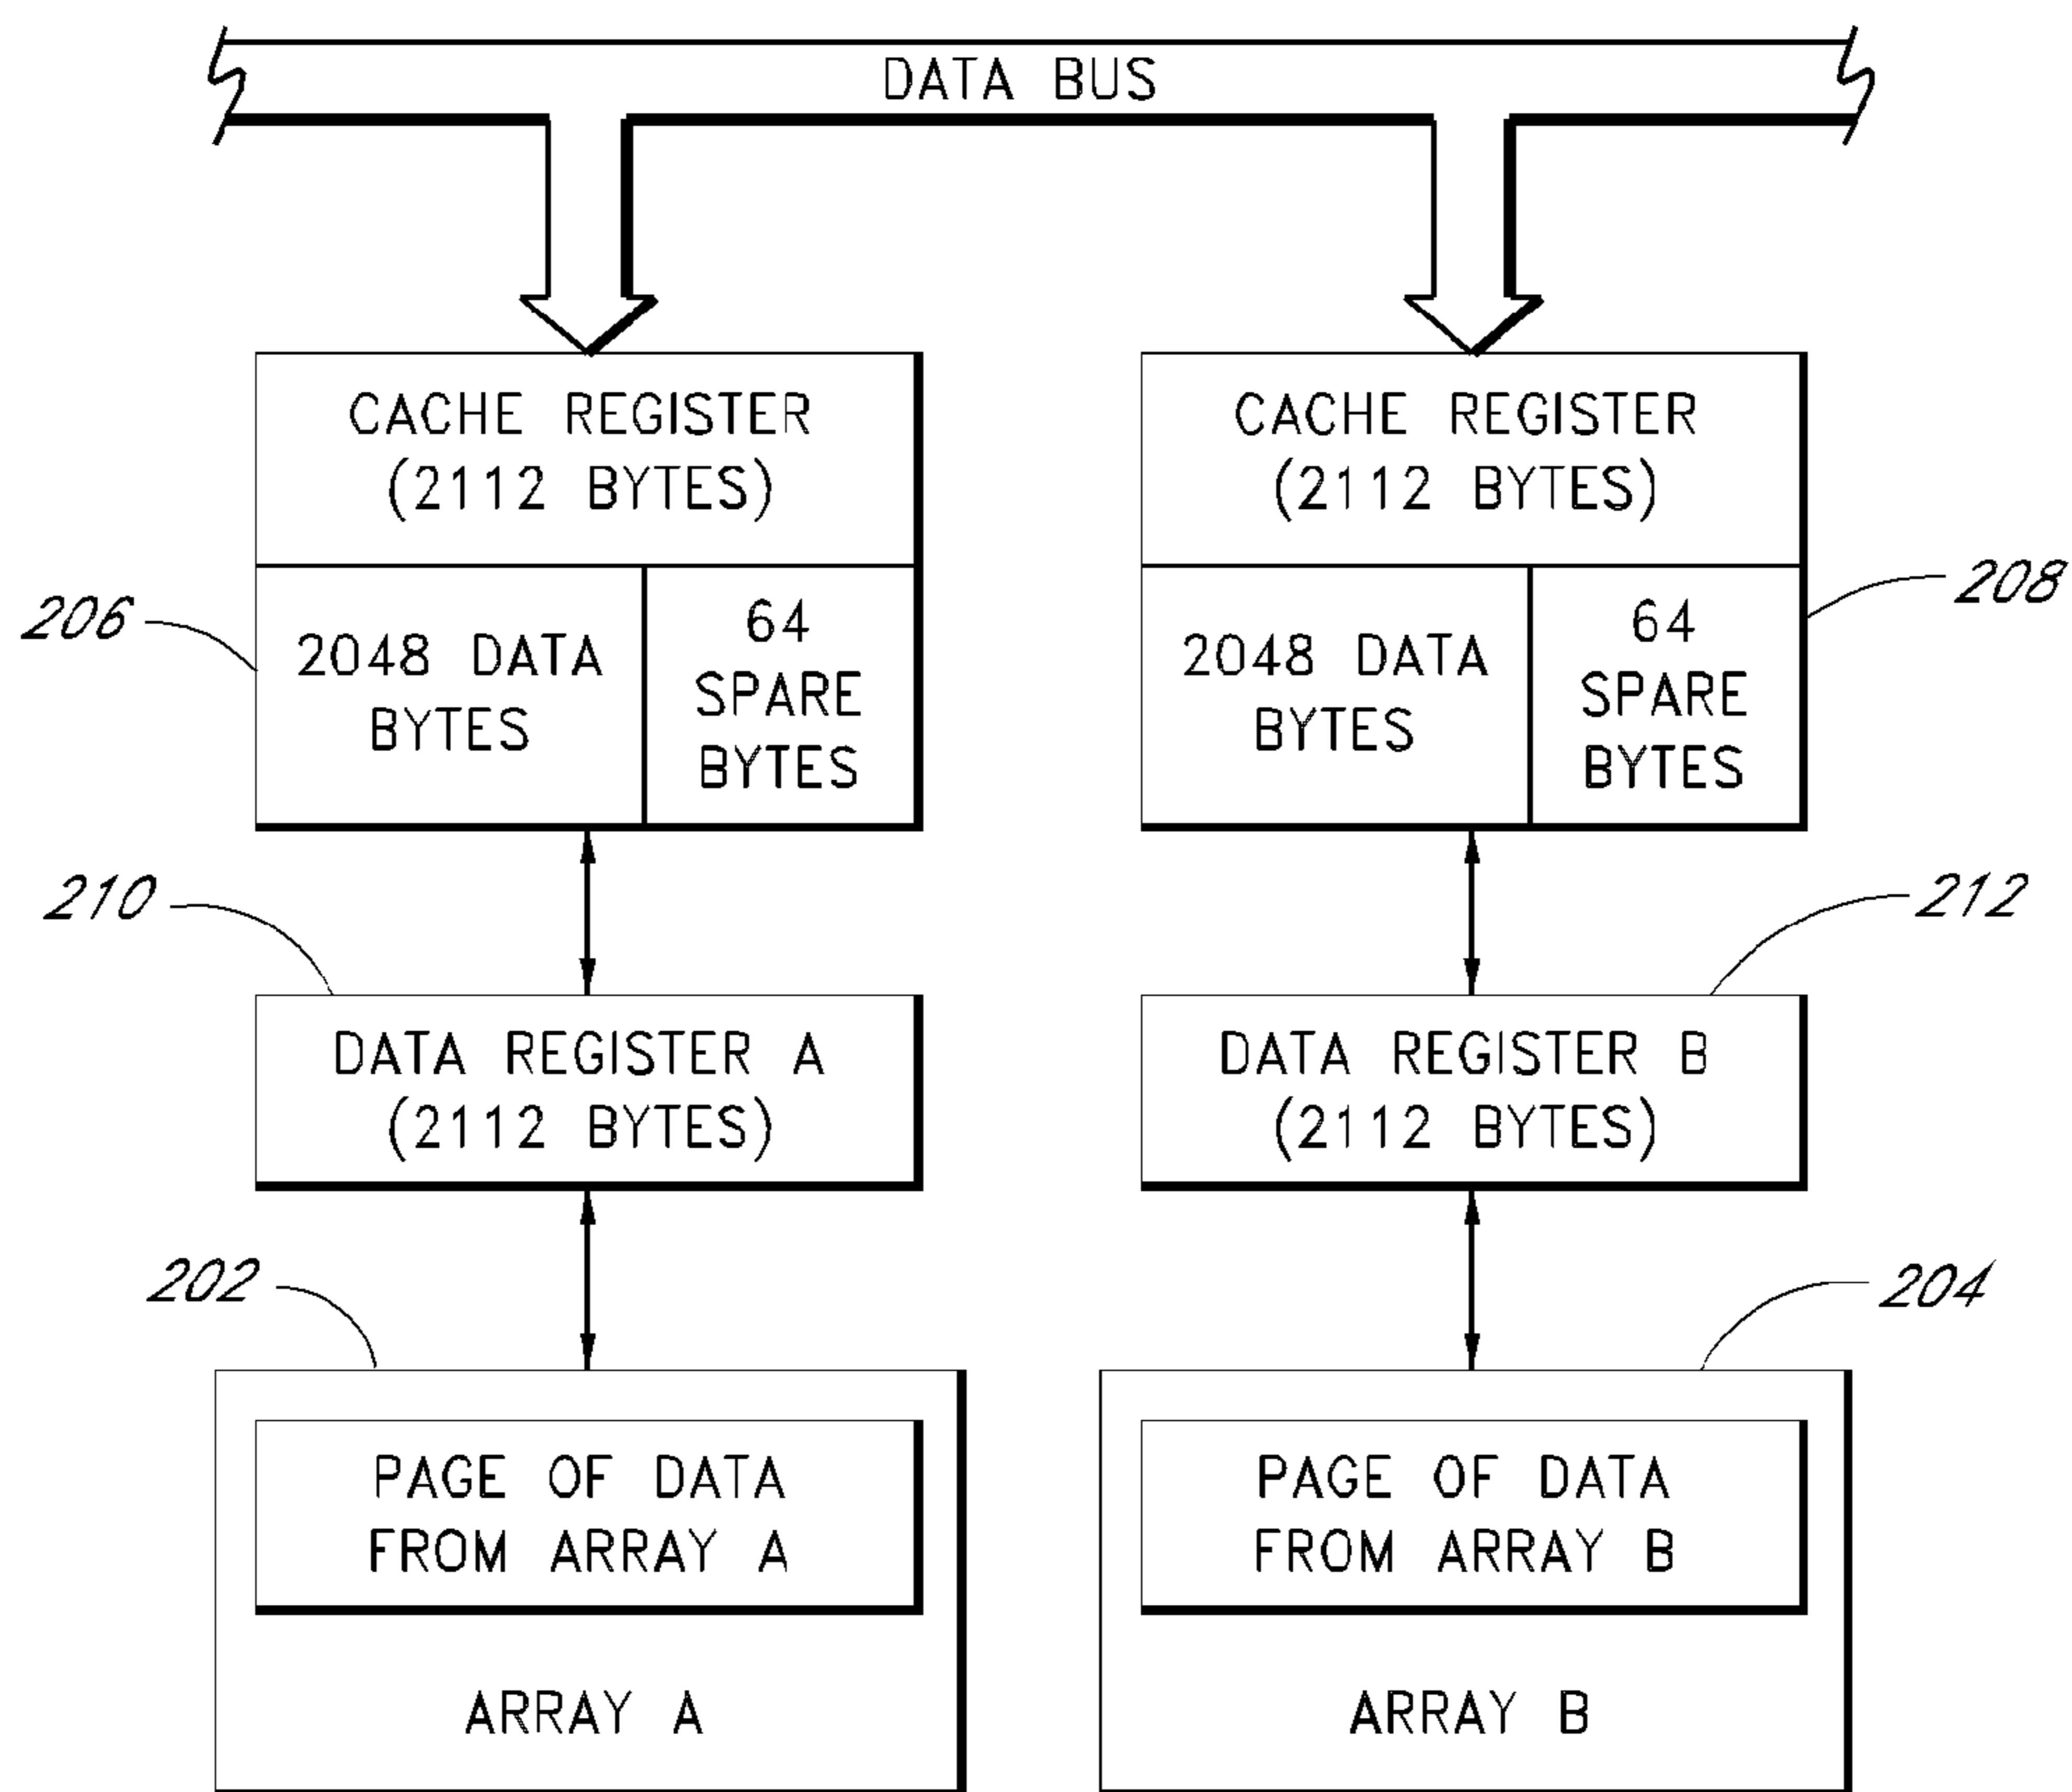 DATA BUS
CACHE REGISTER
(2112 BYTES)
2048 DATA
BYTES
64
SPARE
BYTES
206
CACHE REGISTER
(2112 BYTES)
2048 DATA
BYTES
64
SPARE
BYTES
208
210
DATA REGISTER A
(2112 BYTES)
DATA REGISTER B
(2112 BYTES)
212
202
PAGE OF DATA
FROM ARRAY A
ARRAY A
204
PAGE OF DATA
FROM ARRAY B
ARRAY B